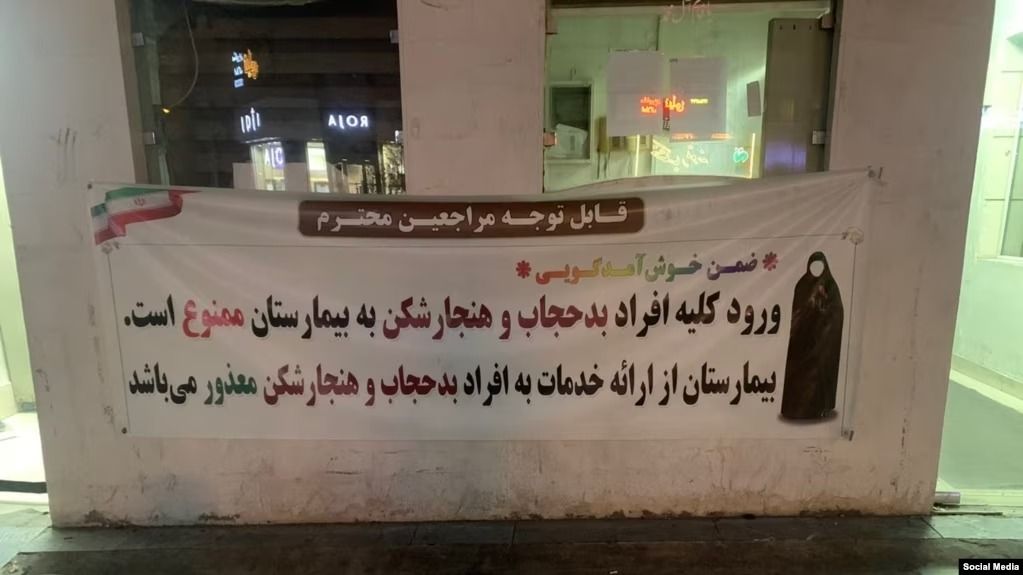 ROJA
قابل توجه مراجعین محترم
* ضمن خوش‌آمدگویی *
ورود کلیه افراد بدحجاب و هنجارشکن به بیمارستان ممنوع است.
بیمارستان از ارائه خدمات به افراد بدحجاب و هنجارشکن معذور می‌باشد
Social Media